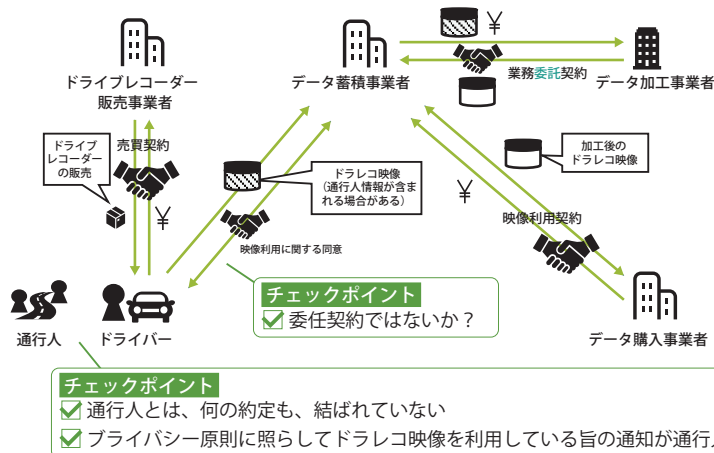 ¥
ドライブレコーダー
販売事業者
データ蓄積事業者
業務委託契約
データ加工事業者
ドライブ
レコーダー
の販売
売買契約
¥
ドラレコ映像
(通行人情報が含ま
れる場合がある)
加工後の
ドラレコ映像
¥
映像利用契約
映像利用に関する同意
通行人
ドライバー
チェックポイント
委任契約ではないか？
データ購入事業者
チェックポイント
通行人とは、何の約定も、結ばれていない
プライバシー原則に照らしてドラレコ映像を利用している旨の通知が通行